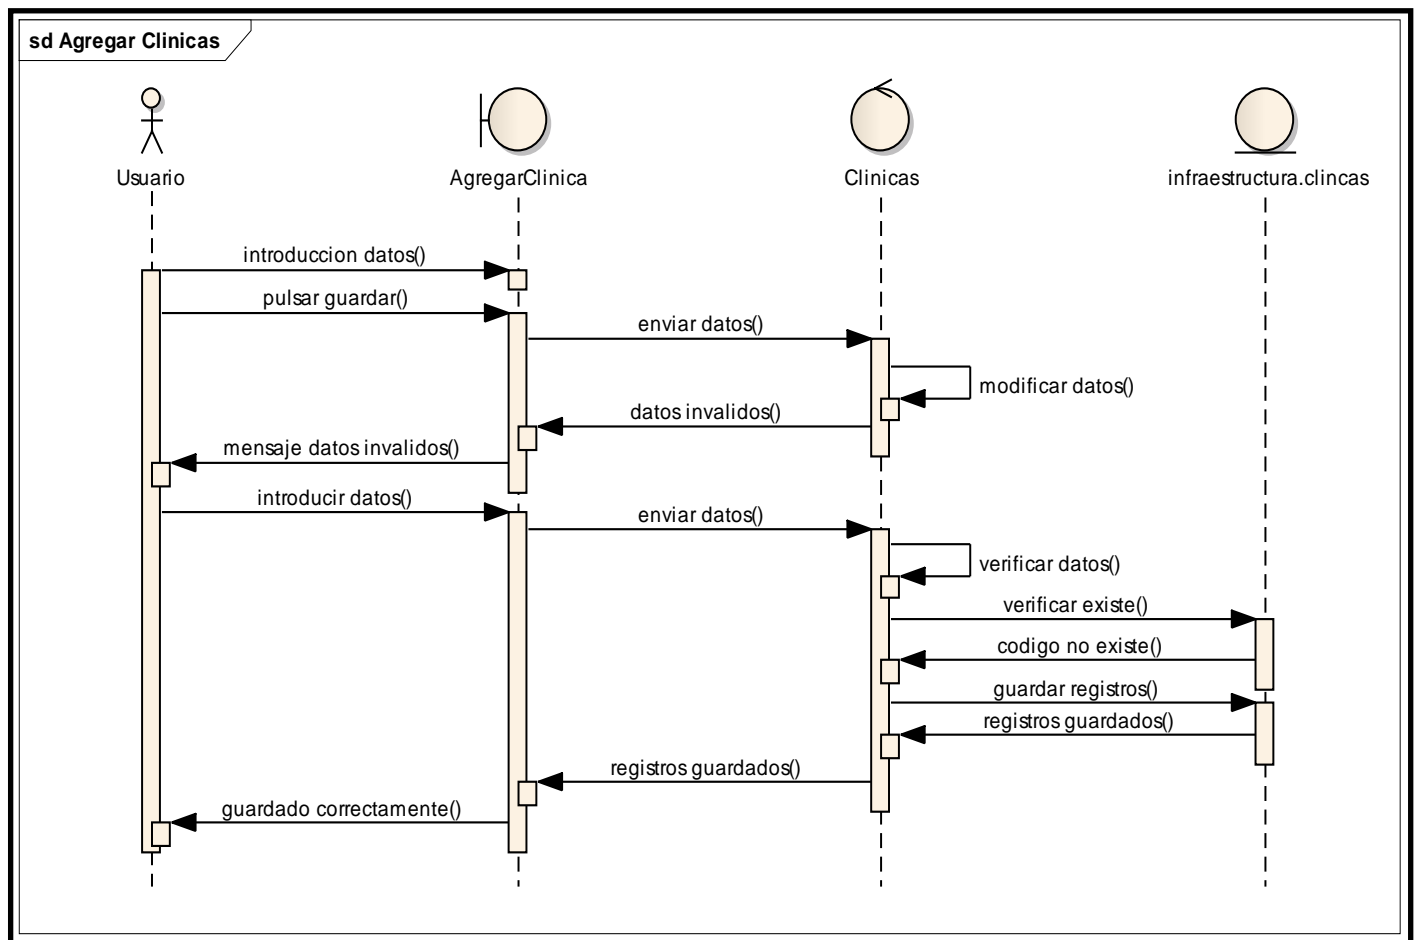 sd Agregar Clinicas
Usuario
AgregarClinica
Clinicas
infraestructura.clincas
introduccion datos()
pulsar guardar()
enviar datos()
modificar datos()
datos invalidos()
mensaje datos invalidos()
introducir datos()
enviar datos()
verificar datos()
verificar existe()
codigo no existe()
guardar registros()
registros guardados()
registros guardados()
guardado correctamente()